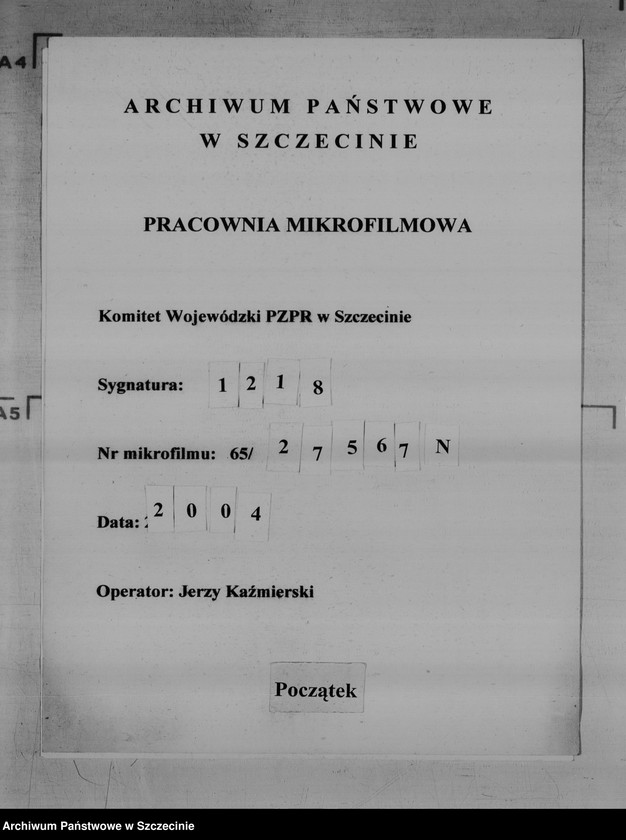 A4
ARCHIWUM PAŃSTWOWE
W SZCZECINIE
PRACOWNIA MIKROFILMOWA
Komitet Wojewódzki PZPR w Szczecinie
Sygnatura: 1 2 1 8
A5
Nr mikrofilmu: 65/ 2 7 5 6 7 N
Data: 2 0 0 4
Operator: Jerzy Kaźmierski
Początek
Archiwum Państwowe w Szczecinie